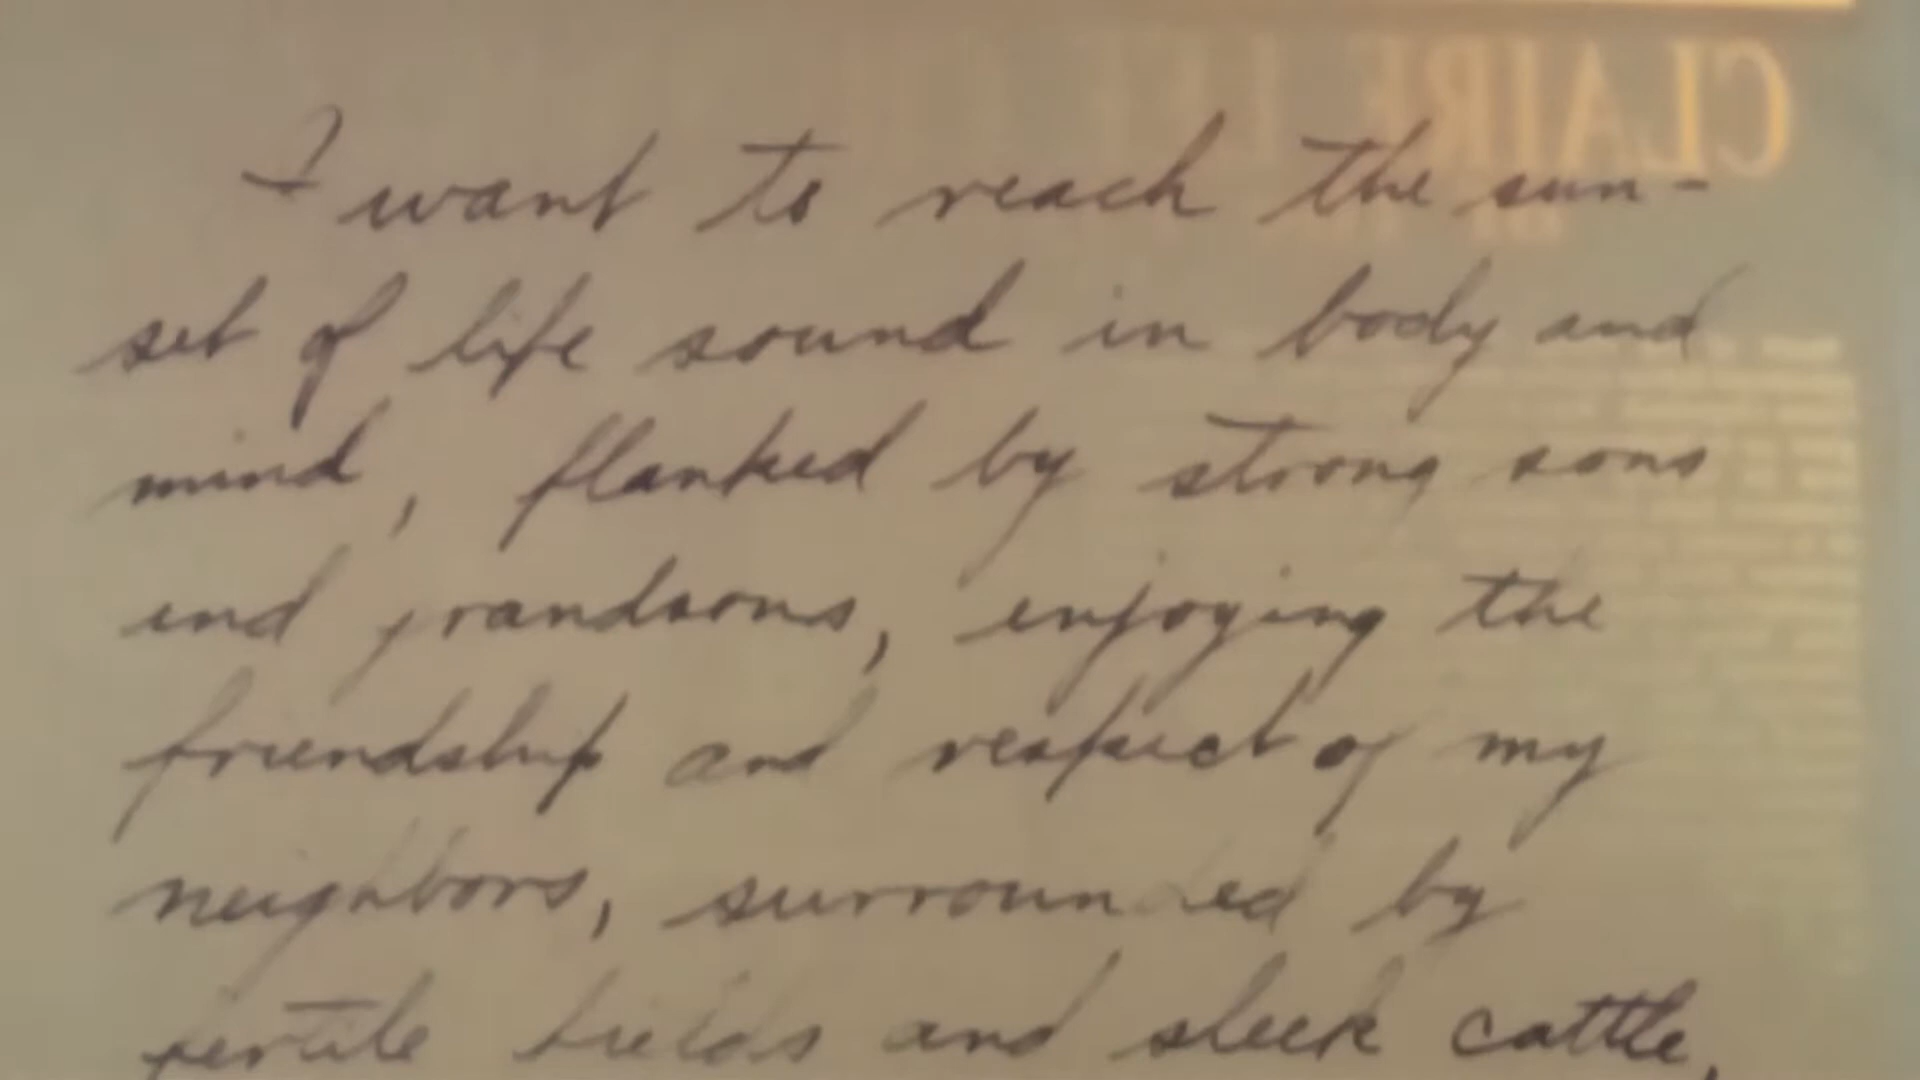 CLAIRE
I want to reach the sun-
set of life sound in body and
mind, flanked by strong sons
and grandsons, enjoying the
friendship and respect of my
neighbors, surrounded by
fertile fields and sleek cattle,